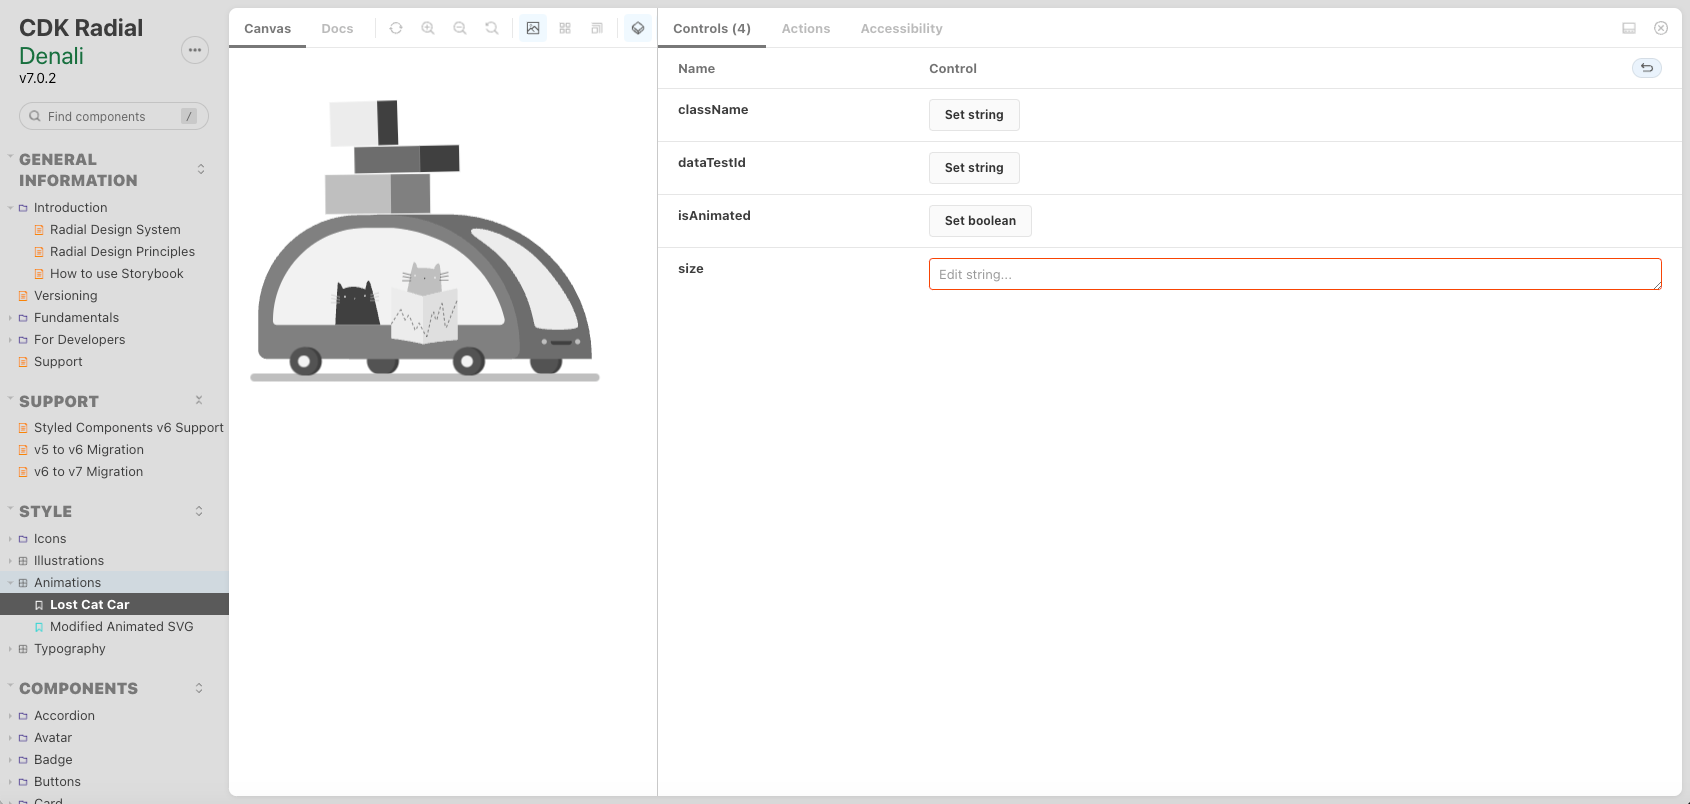 CDK Radial
Denali
v7.0.2
Find components
/
GENERAL
INFORMATION
Introduction
Radial Design System
Radial Design Principles
How to use Storybook
Versioning
Fundamentals
For Developers
Support
SUPPORT
Styled Components v6 Support
v5 to v6 Migration
v6 to v7 Migration
STYLE
Icons
Illustrations
Animations
Lost Cat Car
Modified Animated SVG
Typography
COMPONENTS
Accordion
Avatar
Badge
Buttons
Card
Canvas
Docs
Controls (4)
Actions
Accessibility
Name
Control
className
Set string
dataTestId
Set string
isAnimated
Set boolean
size
Edit string...